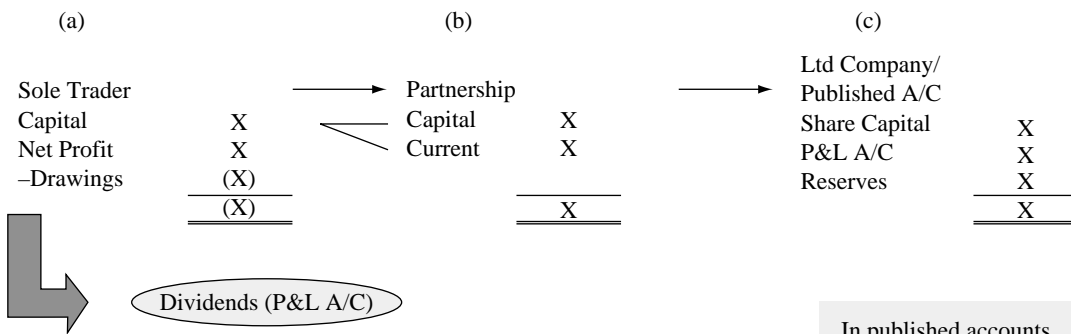 (a)
Sole Trader
Capital X
Net Profit X
–Drawings (X)
(X)
Dividends (P&L A/C)
(b)
Partnership
Capital X
Current X
X
(c)
Ltd Company/
Published A/C
Share Capital X
P&L A/C X
Reserves X
X
In published accounts